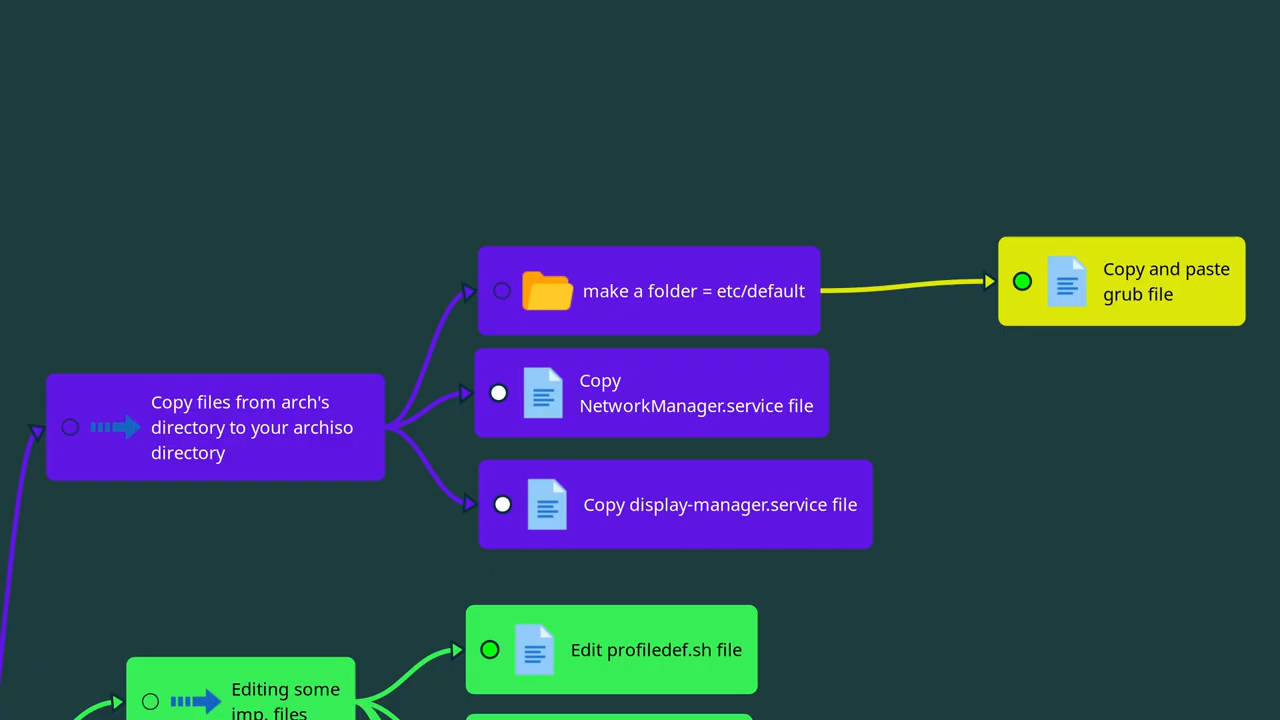 Copy files from arch's
directory to your archiso
directory
make a folder = etc/default
Copy and paste
grub file
Copy
NetworkManager.service file
Copy display-manager.service file
Editing some
imp. files
Edit profiledef.sh file